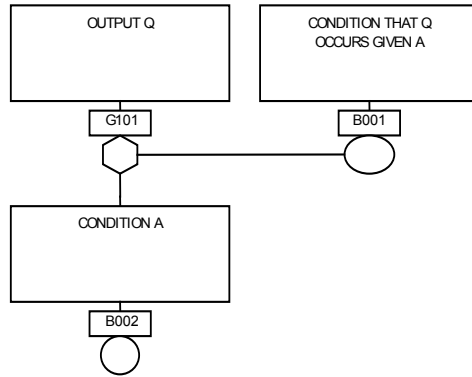 OUTPUT Q
CONDITION THAT Q
OCCURS GIVEN A
G101
B001
CONDITION A
B002